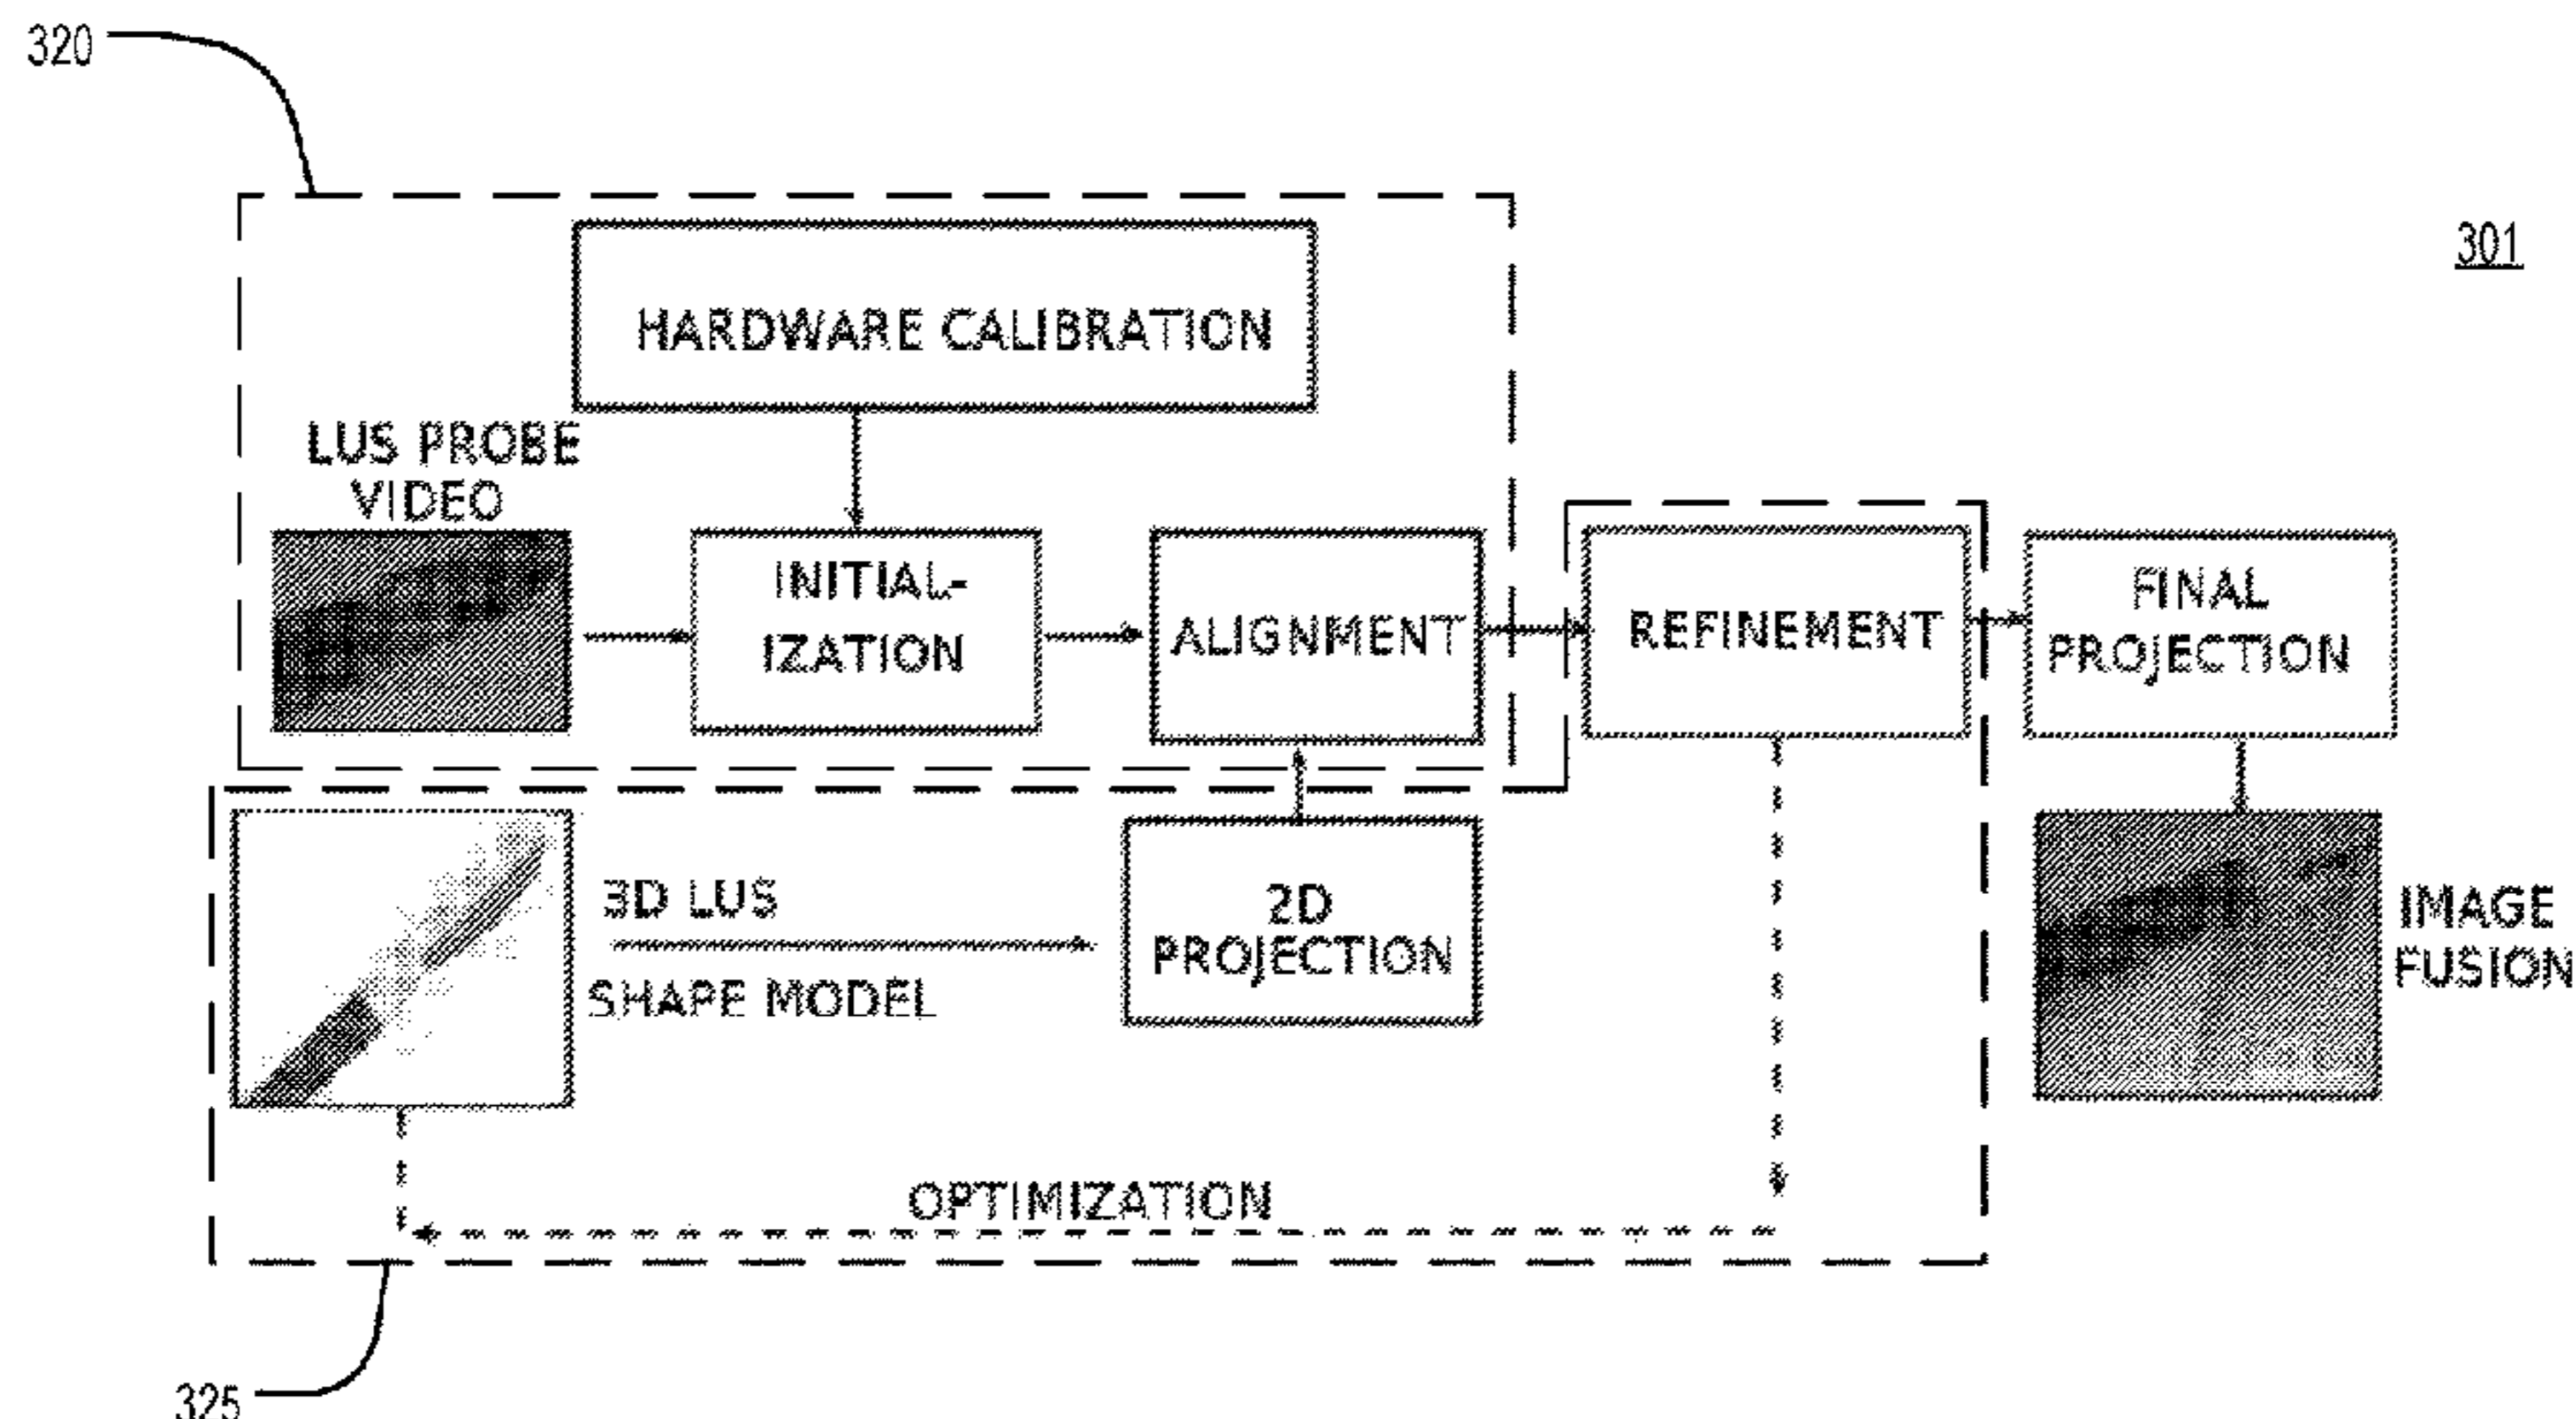 320
301
HARDWARE CALIBRATION
LUS PROBE
VIDEO
INITIAL-
IZATION
ALIGNMENT
REFINEMENT
FINAL
PROJECTION
3D LUS
SHAPE MODEL
2D
PROJECTION
IMAGE
FUSION
OPTIMIZATION
325